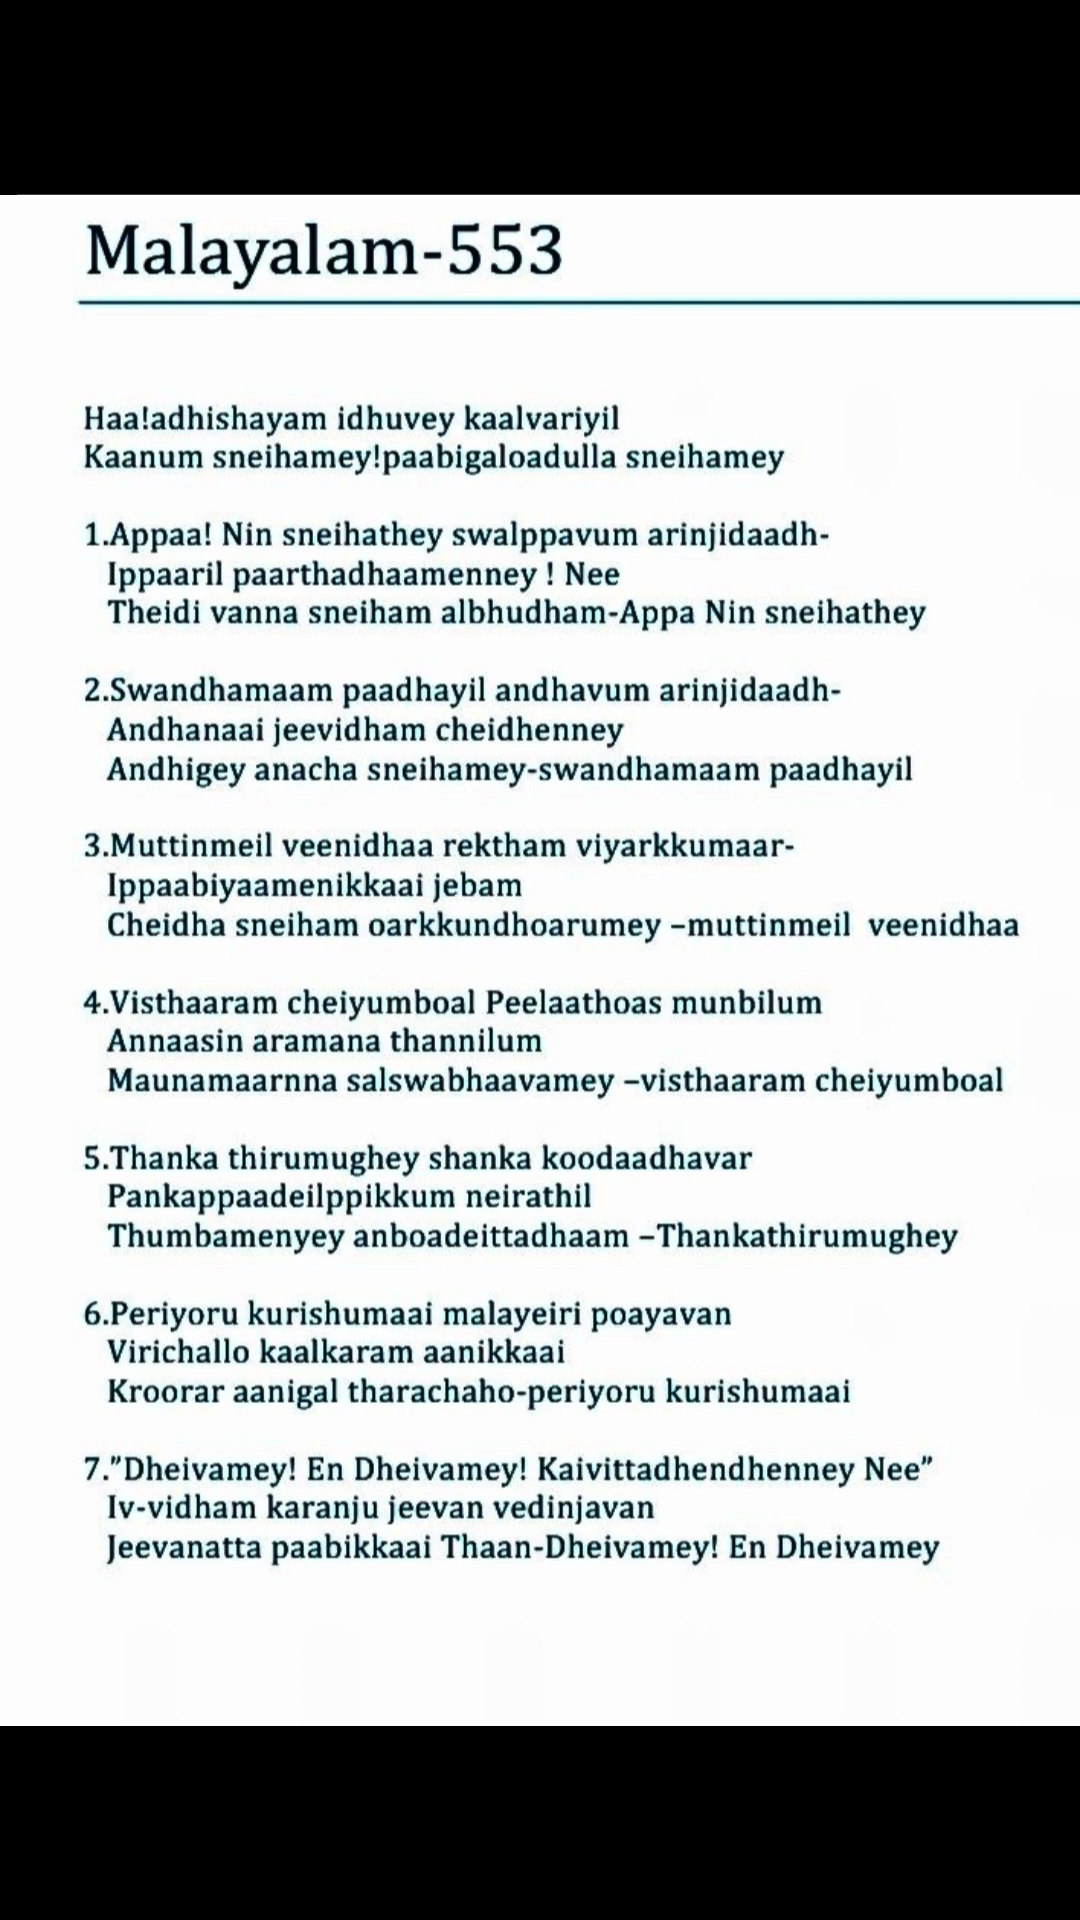 Malayalam-553
Haa!adhishayam idhuvey kaalvariyil
Kaanum sneihamey!paabigaloadulla sneihamey
1.Appaa! Nin sneihathey swalppavum arinjidaadh-
Ippaaril paarthadhaamenney ! Nee
Theidi vanna sneiham albhudham-Appa Nin sneihathey
2.Swandhamaam paadhayil andhavum arinjidaadh-
Andhanaai jeevidham cheidhenney
Andhigey anacha sneihamey-swandhamaam paadhayil
3.Muttinmeil veenidhaa rektham viyarkkumaar-
Ippaabiyaamenikkaai jebam
Cheidha sneiham oarkkundhoarumey –muttinmeil veenidhaa
4.Visthaaram cheiyumboal Peelaathoas munbilum
Annaasin aramana thannilum
Maunamaarnna salswabhaavamey –visthaaram cheiyumboal
5.Thanka thirumughey shanka koodaadhavar
Pankappaadeilppikkum neirathil
Thumbamenyey anboadeittadhaam –Thankathirumughey
6.Periyoru kurishumaai malayeiri poayavan
Virichallo kaalkaram aanikkaai
Kroorar aanigal tharachaho-periyoru kurishumaai
7."Dheivamey! En Dheivamey! Kaivittadhendhenney Nee"
Iv-vidham karanju jeevan vedinjavan
Jeevanatta paabikkaai Thaan-Dheivamey! En Dheivamey